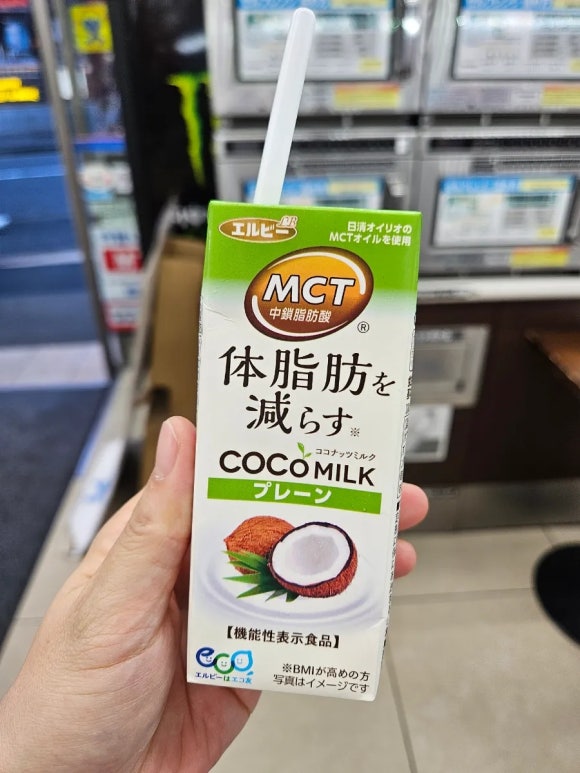 エルビー LB
日清オイリオの
MCTオイルを使用
MCT
中鎖脂肪酸
®
体脂肪を
減らす※
ココナッツミルク
COCO MILK
プレーン
【機能性表示食品】
eco
エルビーはエコ友
※BMIが高めの方
写真はイメージです